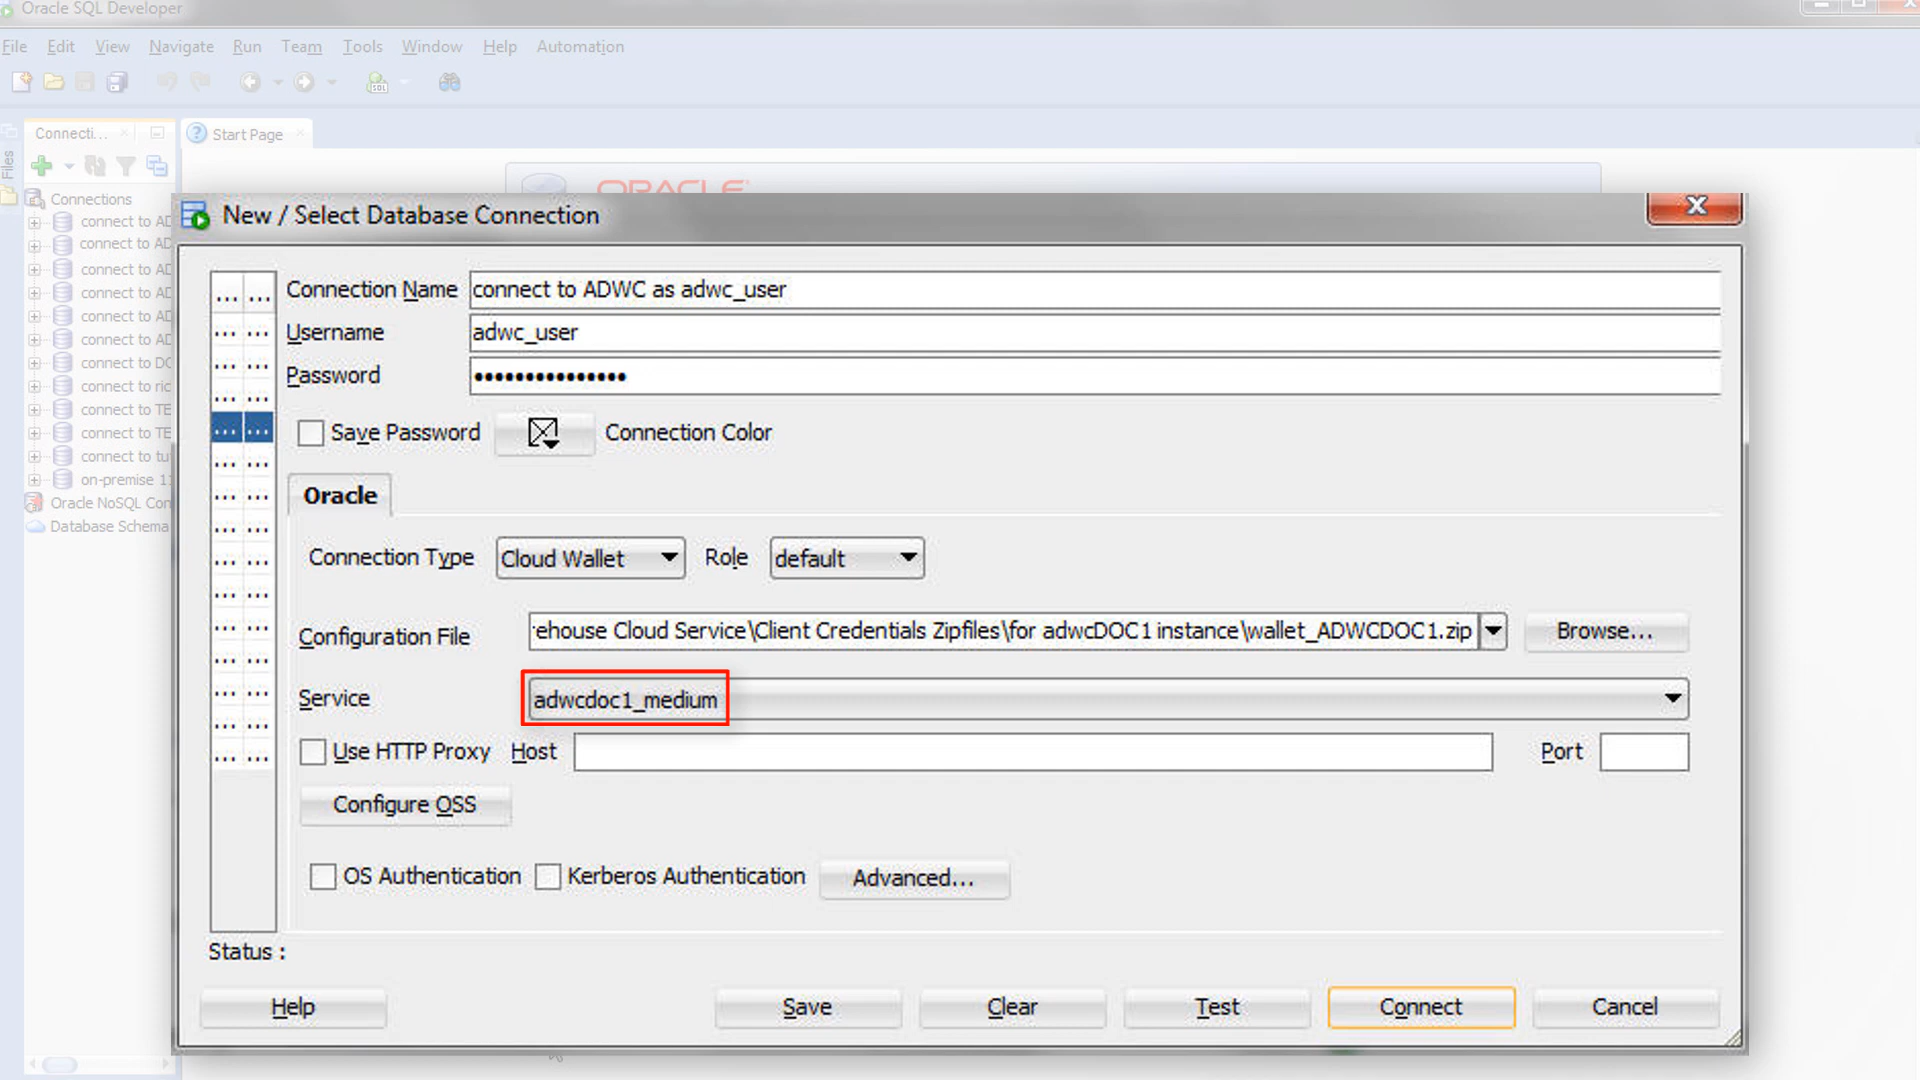 Oracle SQL Developer
File Edit View Navigate Run Team Tools Window Help Automation
Connecti... Start Page
Files
ORACLE
Connections
connect to AD
connect to AD
connect to AD
connect to AD
connect to AD
connect to AD
connect to DO
connect to ric
connect to TE
connect to TE
connect to tu
on-premise 11
Oracle NoSQL Con
Database Schema
New / Select Database Connection
Connection Name connect to ADWC as adwc_user
Username adwc_user
Password •••••••••••••••
Save Password Connection Color
Oracle
Connection Type Cloud Wallet Role default
Configuration File ehouse Cloud Service\Client Credentials Zipfiles\for adwcDOC1 instance\wallet_ADWCDOC1.zip Browse...
Service adwcdoc1_medium
Use HTTP Proxy Host Port
Configure OSS
OS Authentication Kerberos Authentication Advanced...
Status :
Help Save Clear Test Connect Cancel